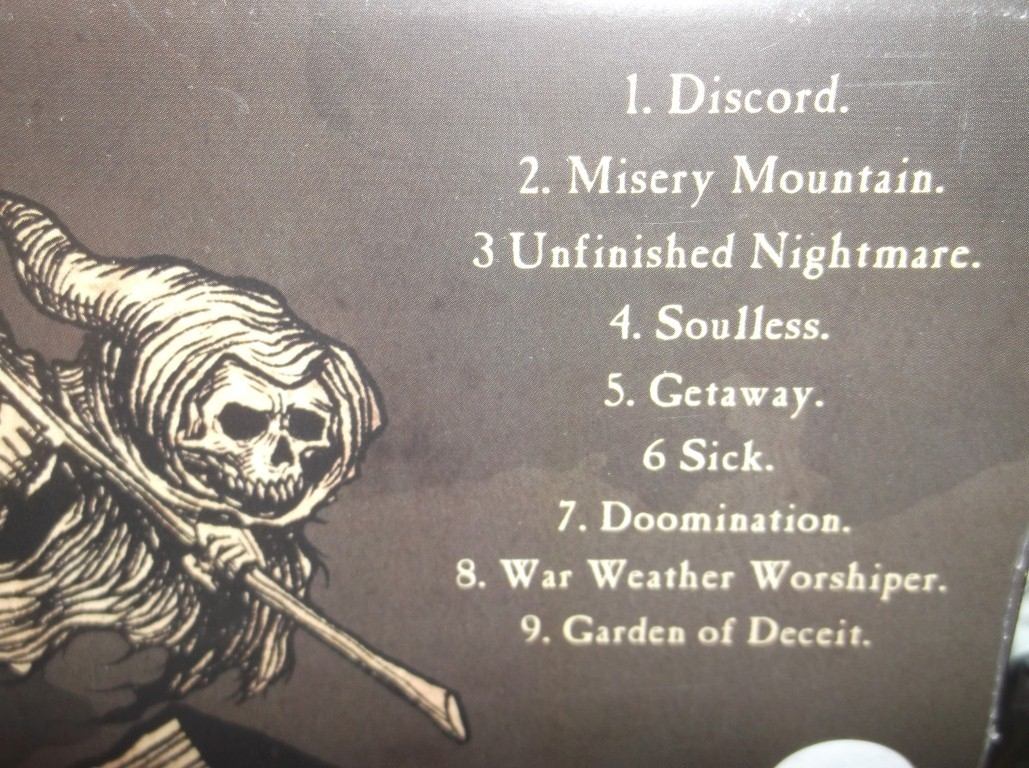 1. Discord.
2. Misery Mountain.
3 Unfinished Nightmare.
4. Soulless.
5. Getaway.
6 Sick.
7. Doomination.
8. War Weather Worshiper.
9. Garden of Deceit.